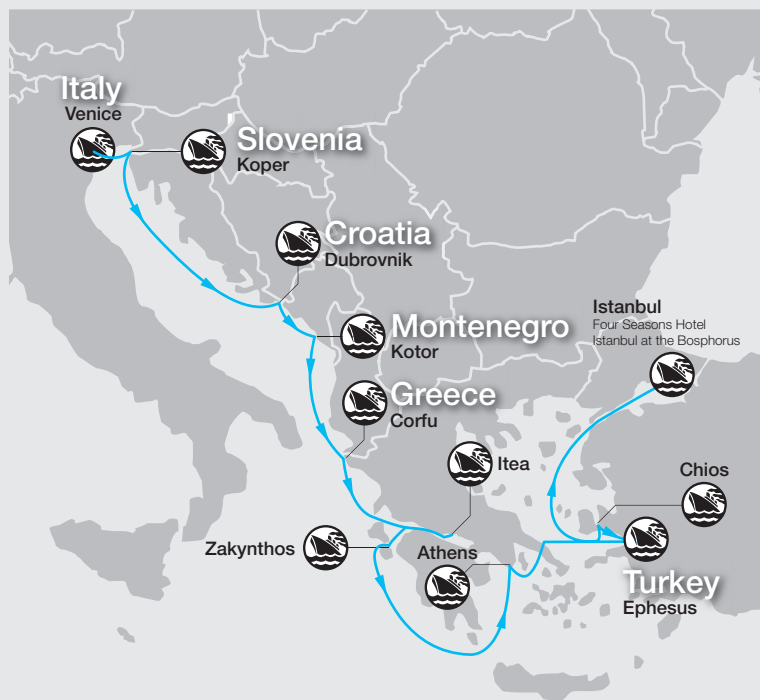 Italy
Venice
Slovenia
Koper
Croatia
Dubrovnik
Istanbul
Four Seasons Hotel
Istanbul at the Bosphorus
Montenegro
Kotor
Greece
Corfu
Itea
Chios
Zakynthos
Athens
Turkey
Ephesus